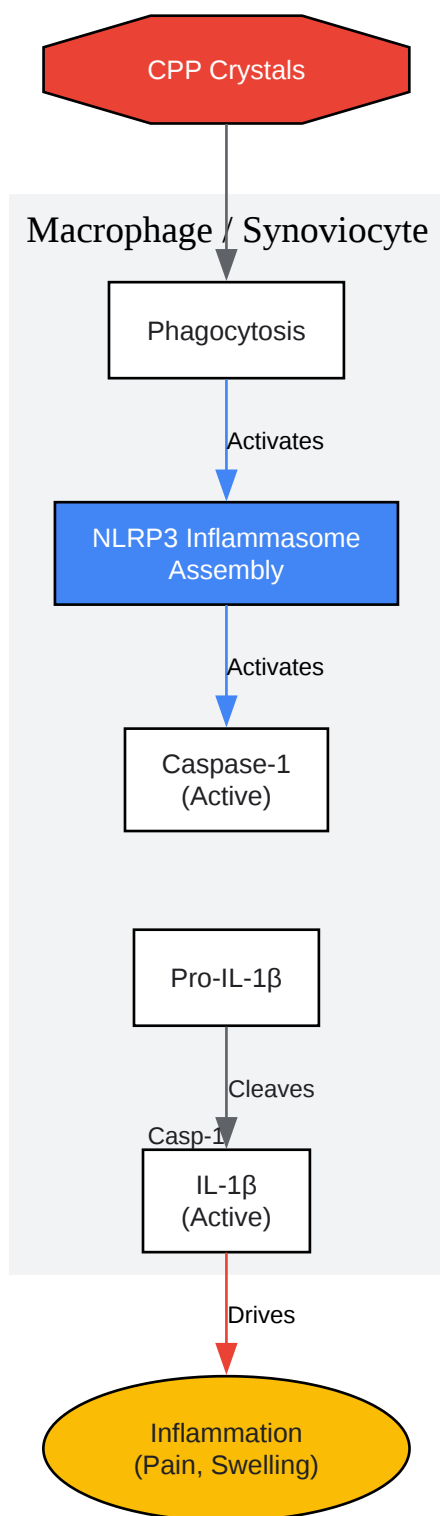 CPP Crystals
Macrophage / Synoviocyte
Phagocytosis
Activates
NLRP3 Inflammasome
Assembly
Activates
Caspase-1
(Active)
Pro-IL-1β
Cleaves
Casp-1
IL-1β
(Active)
Drives
Inflammation
(Pain, Swelling)